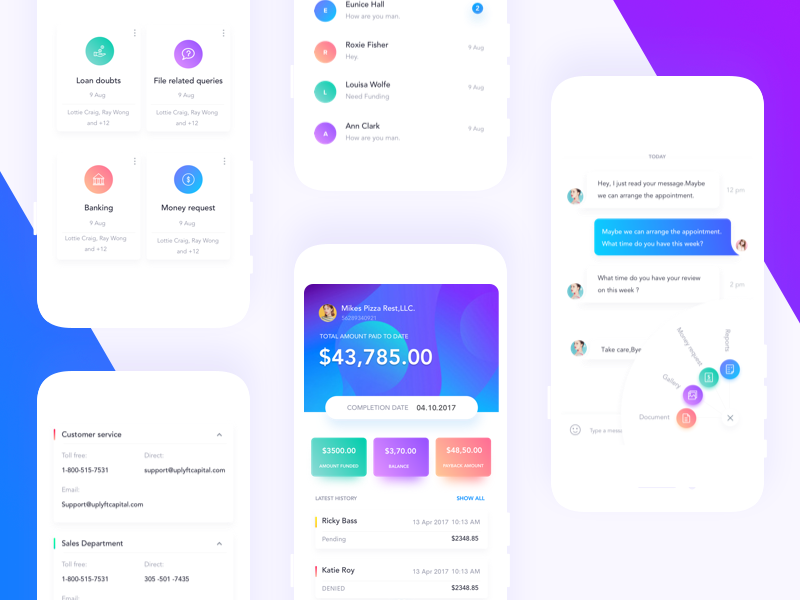 Loan doubts
9 Aug
Lottie Craig, Ray Wong
and +12
File related queries
9 Aug
Lottie Craig, Ray Wong
and +12
Banking
9 Aug
Lottie Craig, Ray Wong
and +12
Money request
9 Aug
Lottie Craig, Ray Wong
and +12
Customer service
Toll free:
Direct:
1-800-515-7531
support@uplyftcapital.com
Email:
Support@uplyftcapital.com
Sales Department
Toll free:
Direct:
1-800-515-7531
305 -501 -7435
Email:
E
Eunice Hall
How are you man.
2
R
Roxie Fisher
Hey
9 Aug
L
Louisa Wolfe
Need Funding
9 Aug
A
Ann Clark
How are you man.
9 Aug
Mikes Pizza Rest,LLC.
56289540921
TOTAL AMOUNT PAID TO DATE
$43,785.00
COMPLETION DATE 04.10.2017
$3500.00
AMOUNT FUNDED
$3,70.00
BALANCE
$48,50.00
PAYBACK AMOUNT
LATEST HISTORY
SHOW ALL
Ricky Bass
13 Apr 2017 10:13 AM
Pending
$2348.85
Katie Roy
13 Apr 2017 10:13 AM
DENIED
$2348.85
TODAY
Hey, I just read your message.Maybe
we can arrange the appointment.
12 pm
Maybe we can arrange the appointment.
What time do you have this week?
What time do you have your review
on this week ?
2 pm
Take care,Byr
Reports
Money request
Gallery
Document
Type a messa